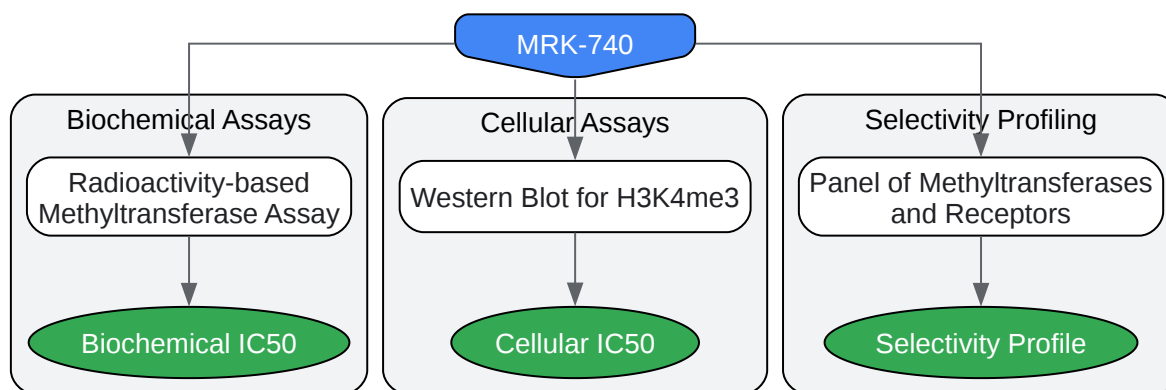 MRK-740
Biochemical Assays
Radioactivity-based
Methyltransferase Assay
Biochemical IC50
Cellular Assays
Western Blot for H3K4me3
Cellular IC50
Selectivity Profiling
Panel of Methyltransferases
and Receptors
Selectivity Profile